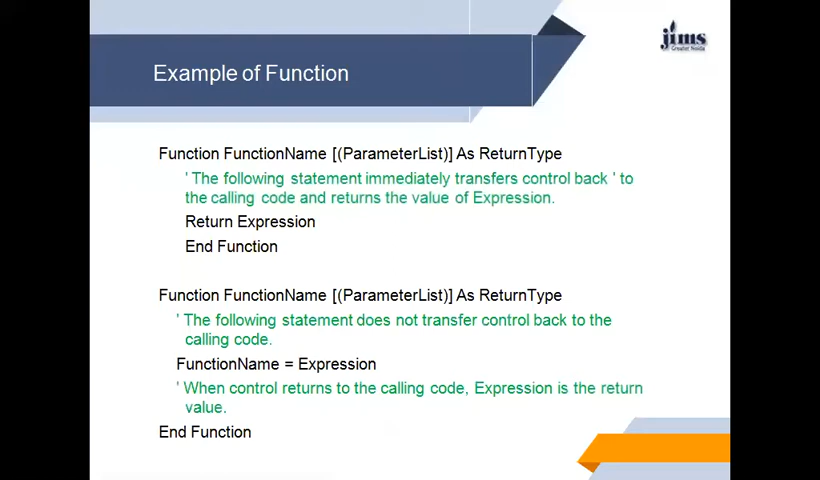 jims
Greater Noida
Example of Function
Function FunctionName [(ParameterList)] As ReturnType
' The following statement immediately transfers control back ' to
the calling code and returns the value of Expression.
Return Expression
End Function
Function FunctionName [(ParameterList)] As ReturnType
' The following statement does not transfer control back to the
calling code.
FunctionName = Expression
' When control returns to the calling code, Expression is the return
value.
End Function